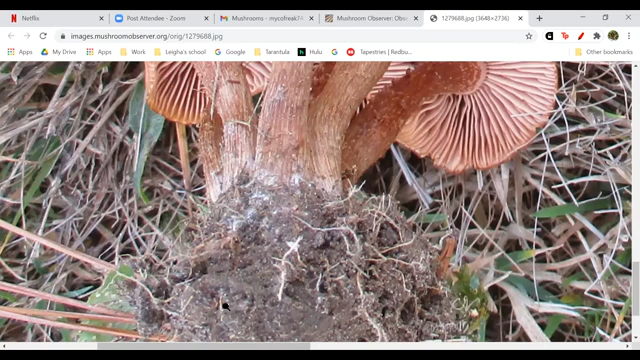 Netflix
Post Attendee - Zoom
Mushrooms - mycofreak74
Mushroom Observer: Obs
1279688.jpg (3648×2736)
images.mushroomobserver.org/orig/1279688.jpg
Apps
My Drive
Apps
Work
Leigha's school
Google
Tarantula
Hulu
G
Tapestries | Redbu...
Other bookmarks